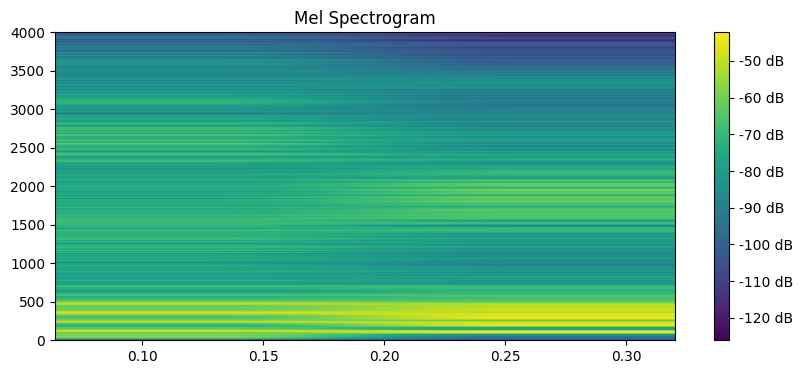 Mel Spectrogram
4000
3500
3000
2500
2000
1500
1000
500
0
0.10
0.15
0.20
0.25
0.30
-50 dB
-60 dB
-70 dB
-80 dB
-90 dB
-100 dB
-110 dB
-120 dB